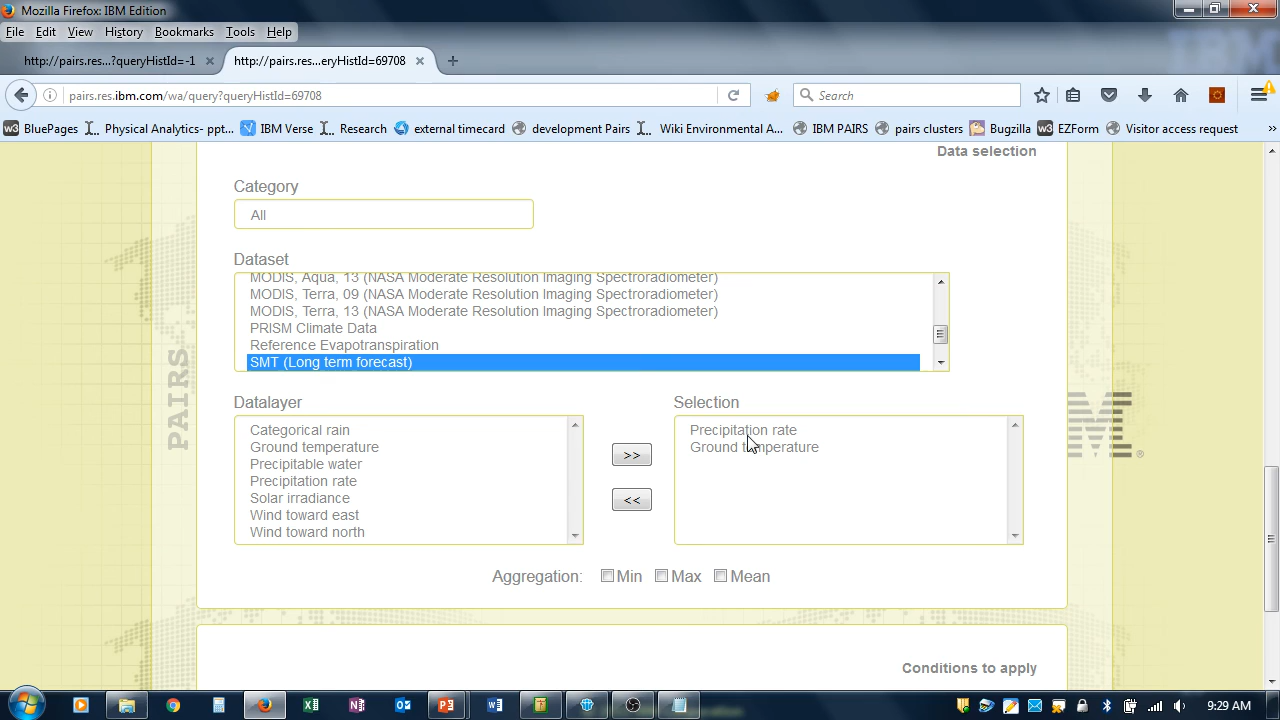 Mozilla Firefox: IBM Edition
File Edit View History Bookmarks Tools Help
http://pairs.res...?queryHistId=-1
http://pairs.res...eryHistId=69708
pairs.res.ibm.com/wa/query?queryHistId=69708
Search
BluePages
Physical Analytics- ppt...
IBM Verse
Research
external timecard
development Pairs
Wiki Environmental A...
IBM PAIRS
pairs clusters
Bugzilla
EZForm
Visitor access request
Data selection
Category
All
Dataset
MODIS, Aqua, 13 (NASA Moderate Resolution Imaging Spectroradiometer)
MODIS, Terra, 09 (NASA Moderate Resolution Imaging Spectroradiometer)
MODIS, Terra, 13 (NASA Moderate Resolution Imaging Spectroradiometer)
PRISM Climate Data
Reference Evapotranspiration
SMT (Long term forecast)
PAIRS
Datalayer
Categorical rain
Ground temperature
Precipitable water
Precipitation rate
Solar irradiance
Wind toward east
Wind toward north
>>
<<
Selection
Precipitation rate
Ground temperature
Aggregation: Min Max Mean
Conditions to apply
9:29 AM